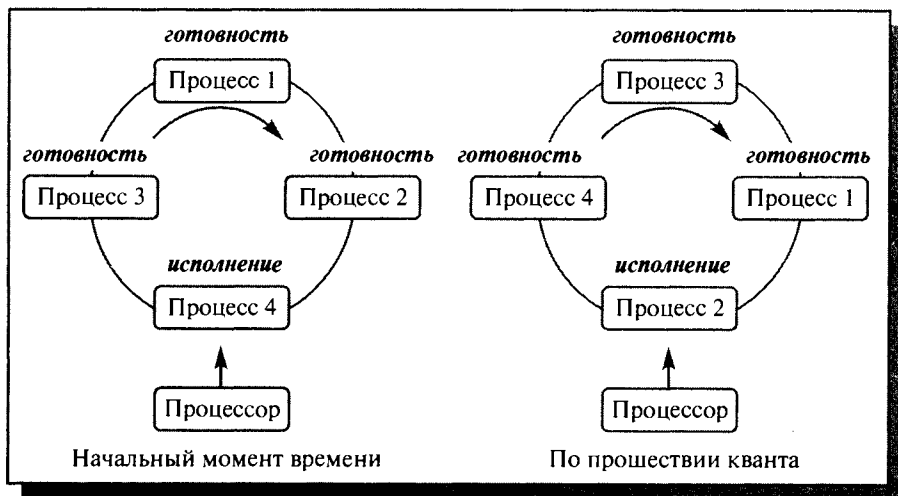 готовность
Процесс 1
готовность
готовность
Процесс 3
Процесс 2
исполнение
Процесс 4
Процессор
Начальный момент времени
готовность
Процесс 3
готовность
готовность
Процесс 4
Процесс 1
исполнение
Процесс 2
Процессор
По прошествии кванта